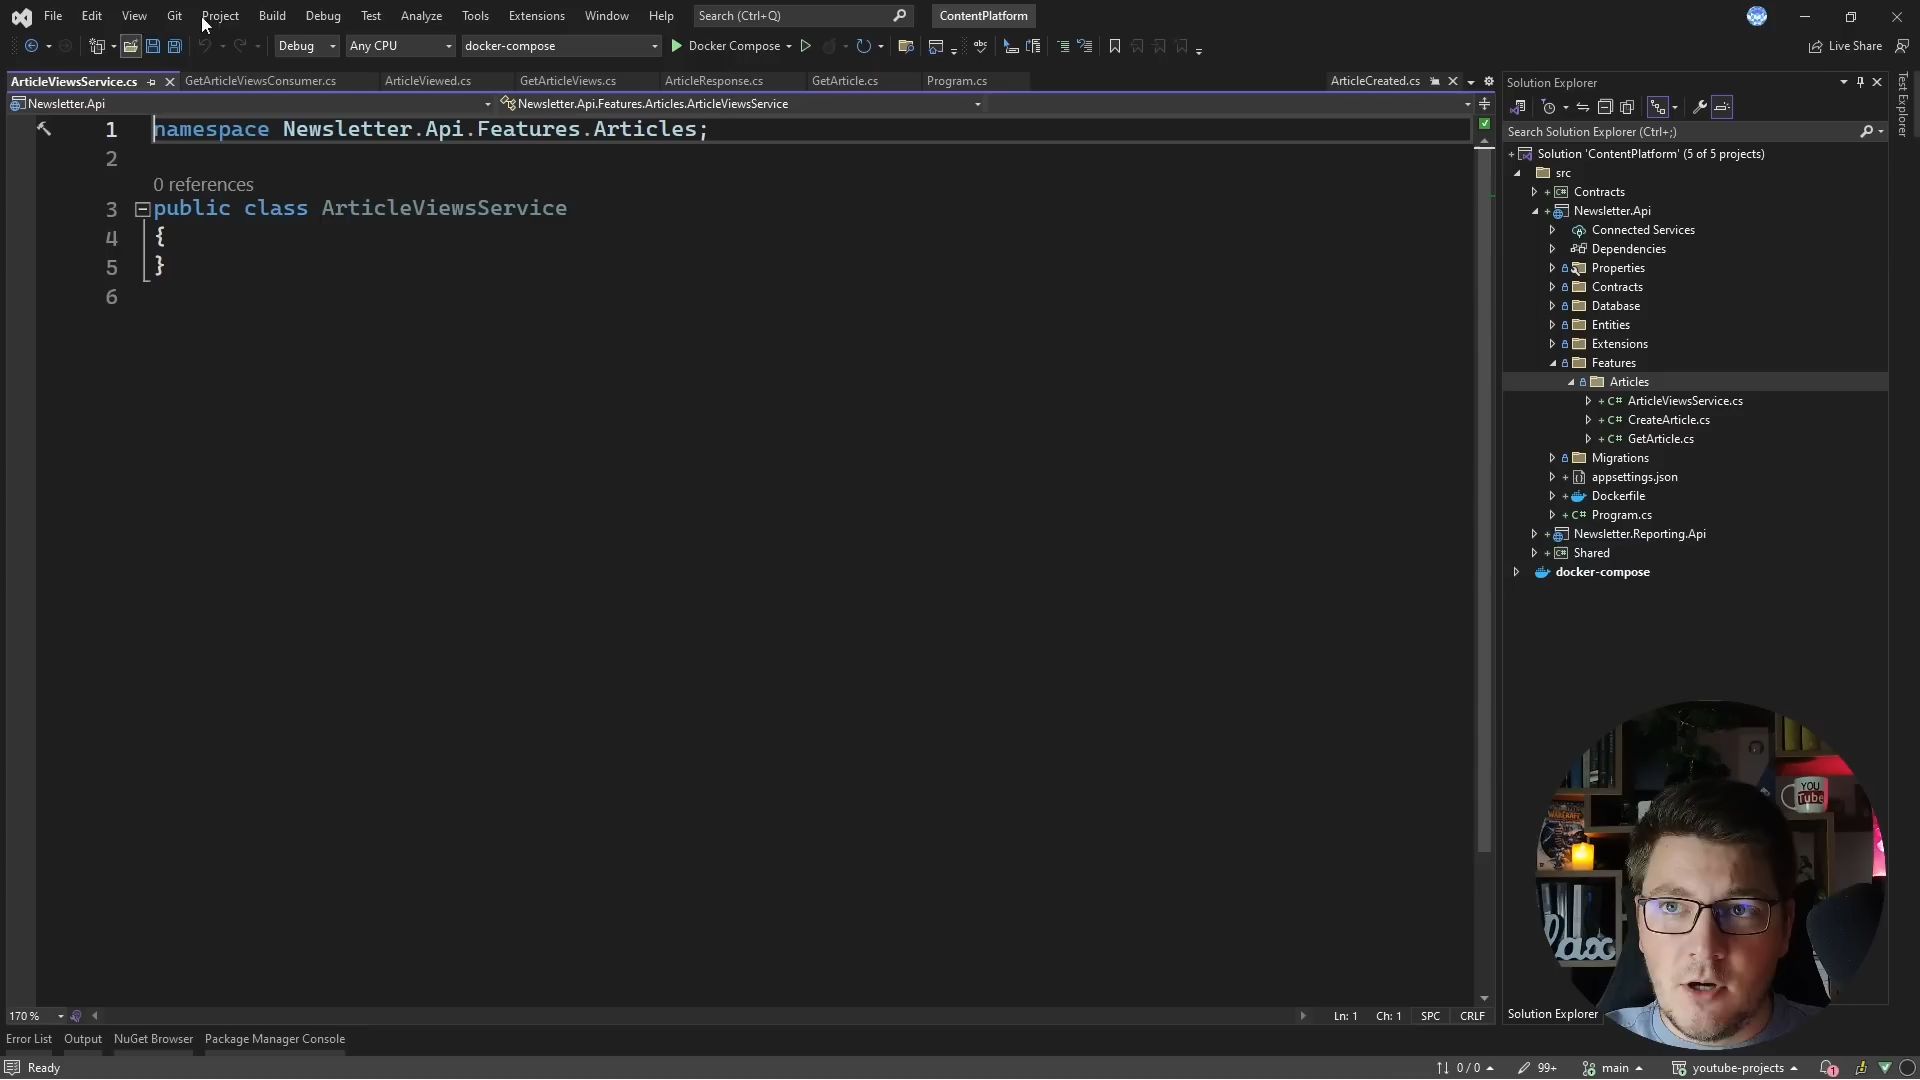 File Edit View Git Project Build Debug Test Analyze Tools Extensions Window Help Search (Ctrl+Q) ContentPlatform
Debug Any CPU docker-compose Docker Compose Live Share
ArticleViewsService.cs GetArticleViewsConsumer.cs ArticleViewed.cs GetArticleViews.cs ArticleResponse.cs GetArticle.cs Program.cs ArticleCreated.cs
Newsletter.Api Newsletter.Api.Features.Articles.ArticleViewsService
1 namespace Newsletter.Api.Features.Articles;
2
0 references
3 public class ArticleViewsService
4 {
5 }
6
170 % Ln: 1 Ch: 1 SPC CRLF
Solution Explorer
Search Solution Explorer (Ctrl+;)
Solution 'ContentPlatform' (5 of 5 projects)
src
Contracts
Newsletter.Api
Connected Services
Dependencies
Properties
Contracts
Database
Entities
Extensions
Features
Articles
C# ArticleViewsService.cs
C# CreateArticle.cs
C# GetArticle.cs
Migrations
appsettings.json
Dockerfile
C# Program.cs
Newsletter.Reporting.Api
C# Shared
docker-compose
Solution Explorer
Test Explorer
YOU
Tube
Error List Output NuGet Browser Package Manager Console
Ready 0 / 0 99+ main youtube-projects 1